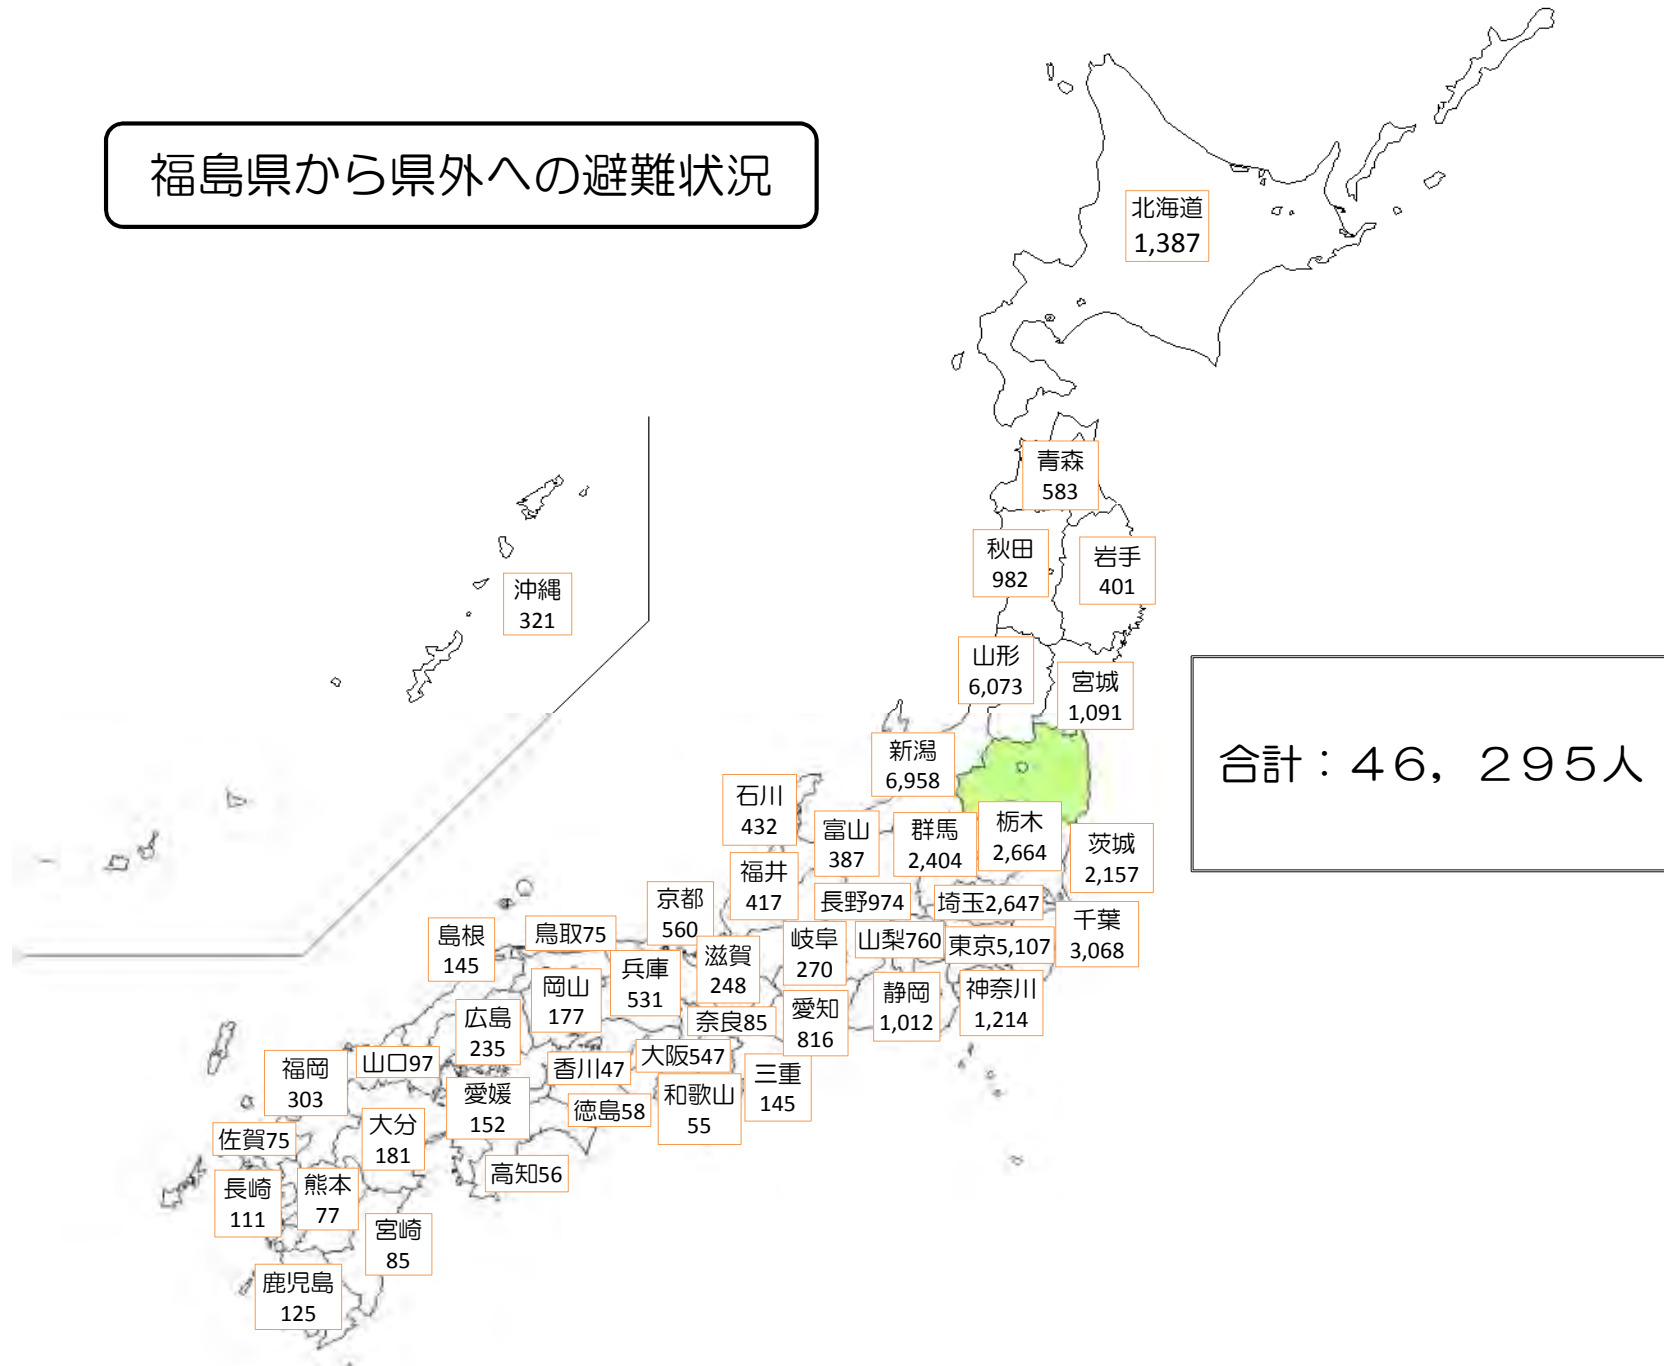 福島県から県外への避難状況
北海道
1,387
青森
583
秋田
982
岩手
401
沖縄
321
山形
6,073
宮城
1,091
合計：４６，２９５人
新潟
6,958
石川
432
富山
387
群馬
2,404
栃木
2,664
茨城
2,157
福井
417
長野974
埼玉2,647
京都
560
千葉
3,068
島根
145
鳥取75
滋賀
248
岐阜
270
山梨760
東京5,107
兵庫
531
岡山
177
静岡
1,012
神奈川
1,214
広島
235
奈良85
愛知
816
福岡
303
山口97
香川47
大阪547
三重
145
愛媛
152
徳島58
和歌山
55
佐賀75
大分
181
高知56
長崎
111
熊本
77
宮崎
85
鹿児島
125